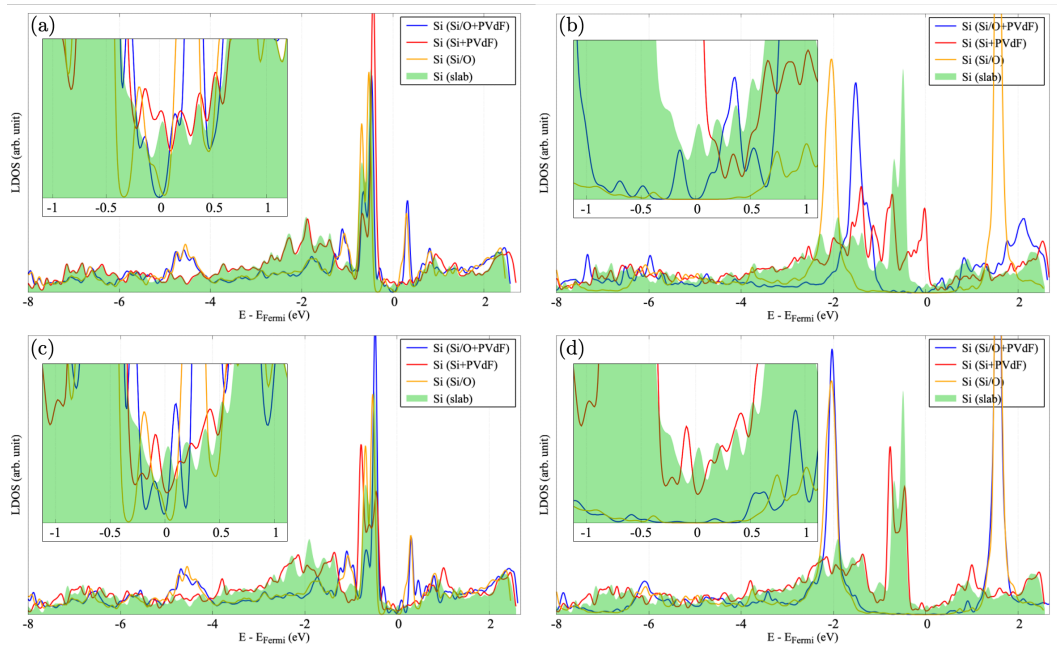 (a)
Si (Si/O+PVdF)
Si (Si+PVdF)
Si (Si/O)
Si (slab)
-1 -0.5 0 0.5 1
LDOS (arb. unit)
-8 -6 -4 -2 0 2
E - EFermi (eV)
(b)
Si (Si/O+PVdF)
Si (Si+PVdF)
Si (Si/O)
Si (slab)
-1 -0.5 0 0.5 1
LDOS (arb. unit)
-8 -6 -4 -2 0 2
E - EFermi (eV)
(c)
Si (Si/O+PVdF)
Si (Si+PVdF)
Si (Si/O)
Si (slab)
-1 -0.5 0 0.5 1
LDOS (arb. unit)
-8 -6 -4 -2 0 2
E - EFermi (eV)
(d)
Si (Si/O+PVdF)
Si (Si+PVdF)
Si (Si/O)
Si (slab)
-1 -0.5 0 0.5 1
LDOS (arb. unit)
-8 -6 -4 -2 0 2
E - EFermi (eV)